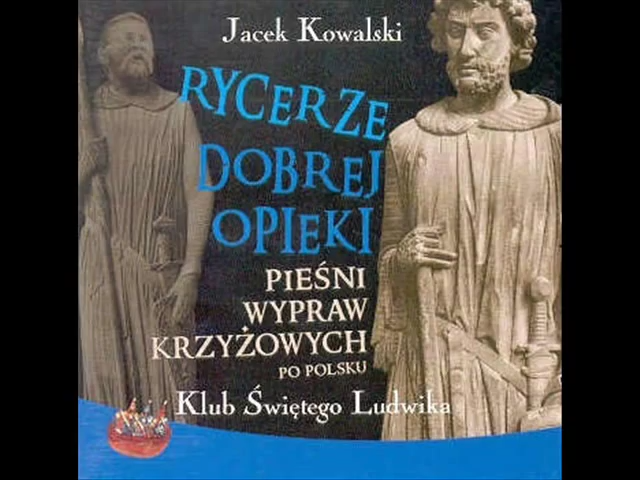 Jacek Kowalski
RYCERZE
DOBREJ
OPIEKI
PIEŚNI
WYPRAW
KRZYŻOWYCH
PO POLSKU
Klub Świętego Ludwika